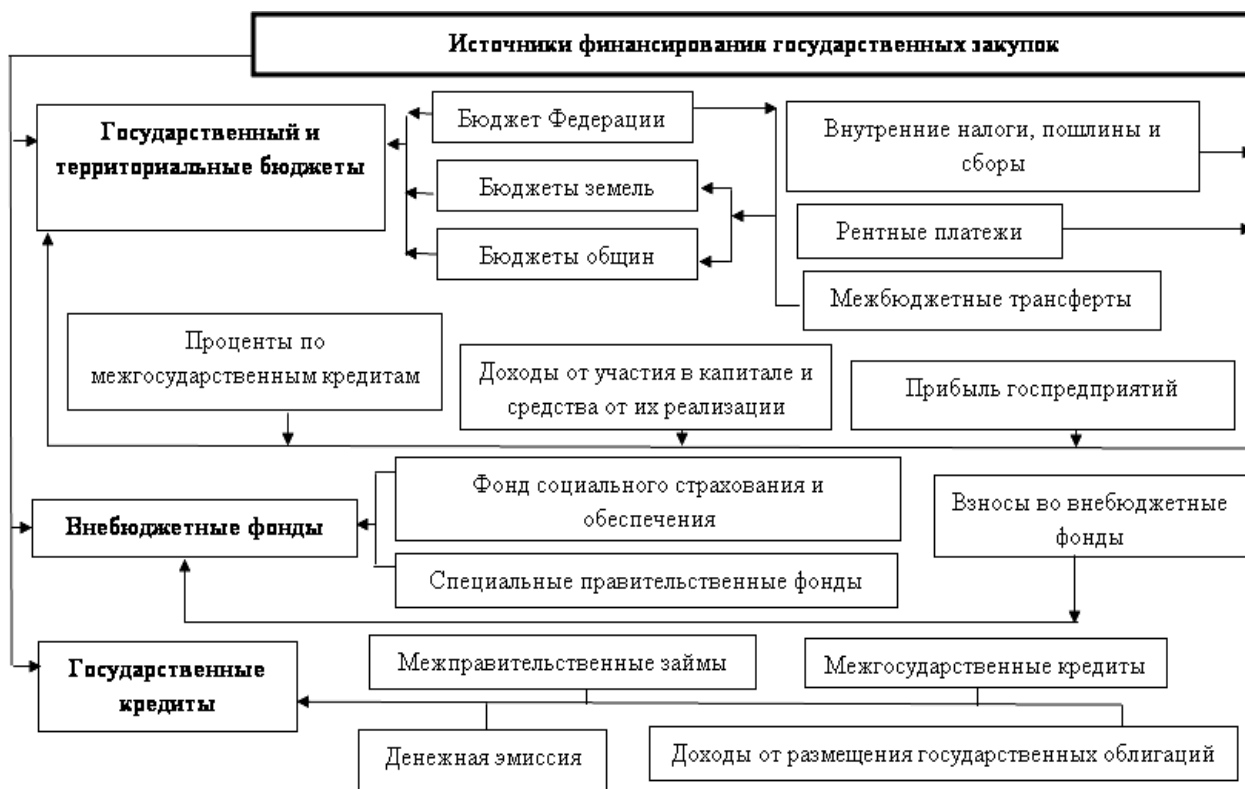 Источники финансирования государственных закупок
Государственный и
территориальные бюджеты
Бюджет Федерации
Бюджеты земель
Бюджеты общин
Внутренние налоги, пошлины и
сборы
Рентные платежи
Межбюджетные трансферты
Проценты по
межгосударственным кредитам
Доходы от участия в капитале и
средства от их реализации
Прибыль госпредприятий
Внебюджетные фонды
Фонд социального страхования и
обеспечения
Специальные правительственные фонды
Взносы во внебюджетные
фонды
Государственные
кредиты
Межправительственные займы
Межгосударственные кредиты
Денежная эмиссия
Доходы от размещения государственных облигаций